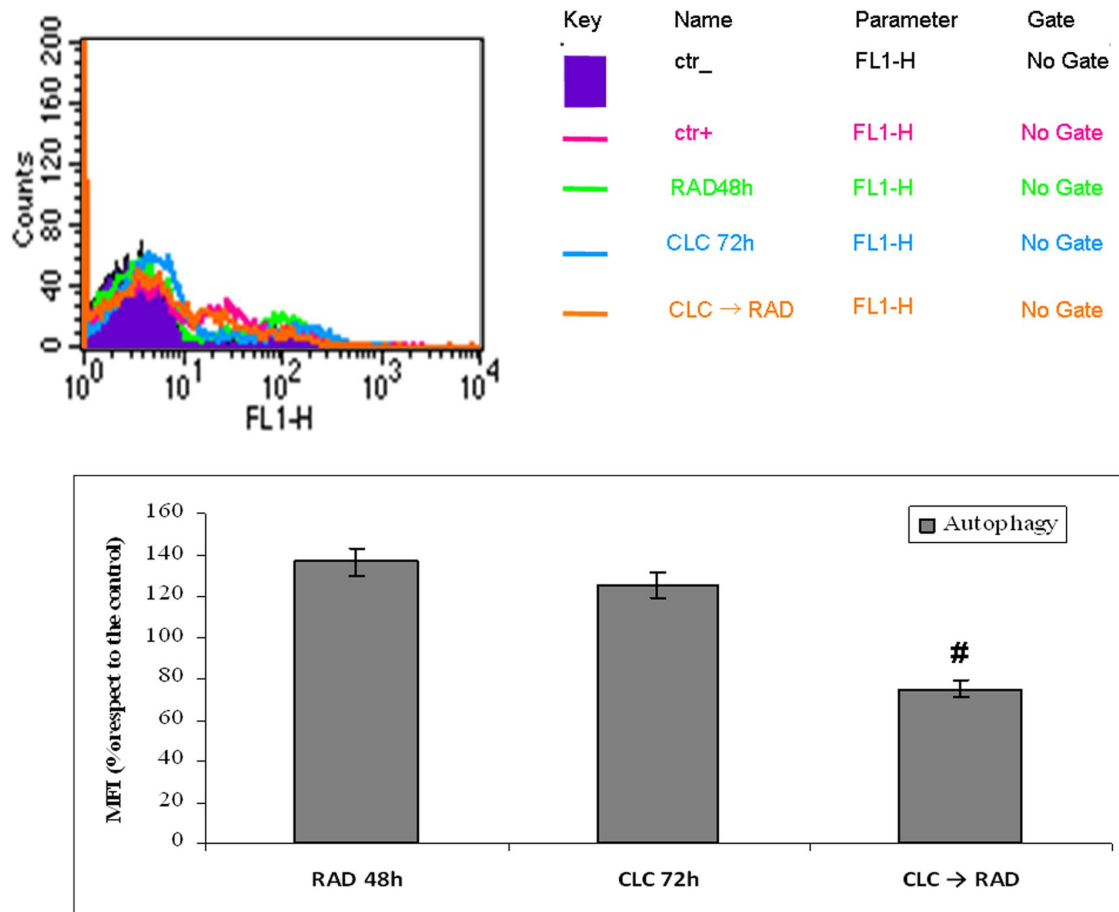 Key Name Parameter Gate
ctr_ FL1-H No Gate
ctr+ FL1-H No Gate
RAD48h FL1-H No Gate
CLC 72h FL1-H No Gate
CLC → RAD FL1-H No Gate
200
160
120
80
40
0
Counts
10^0 10^1 10^2 10^3 10^4
FL1-H
160
140
120
100
80
60
40
20
0
MFI (%respect to the control)
Autophagy
#
RAD 48h CLC 72h CLC → RAD